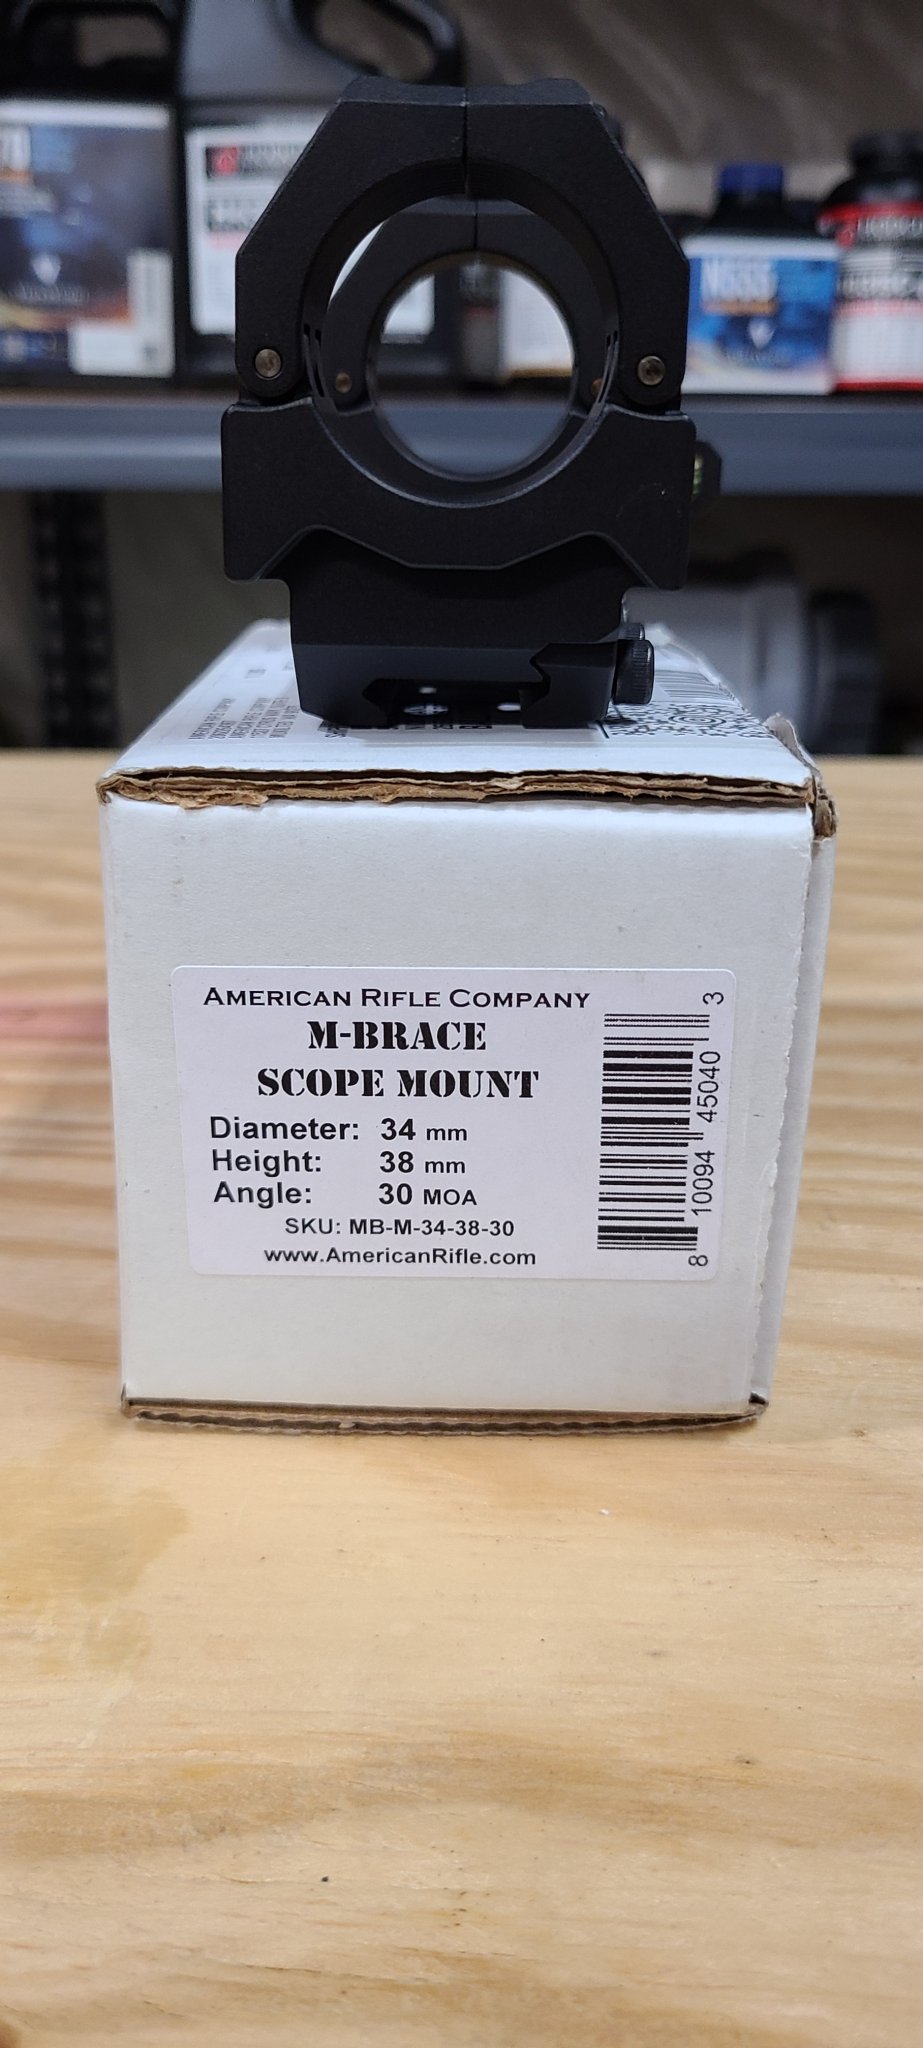 N555
AMERICAN RIFLE COMPANY
M-BRACE
SCOPE MOUNT
Diameter: 34 mm
Height: 38 mm
Angle: 30 MOA
SKU: MB-M-34-38-30
www.AmericanRifle.com
8 10094 45040 3